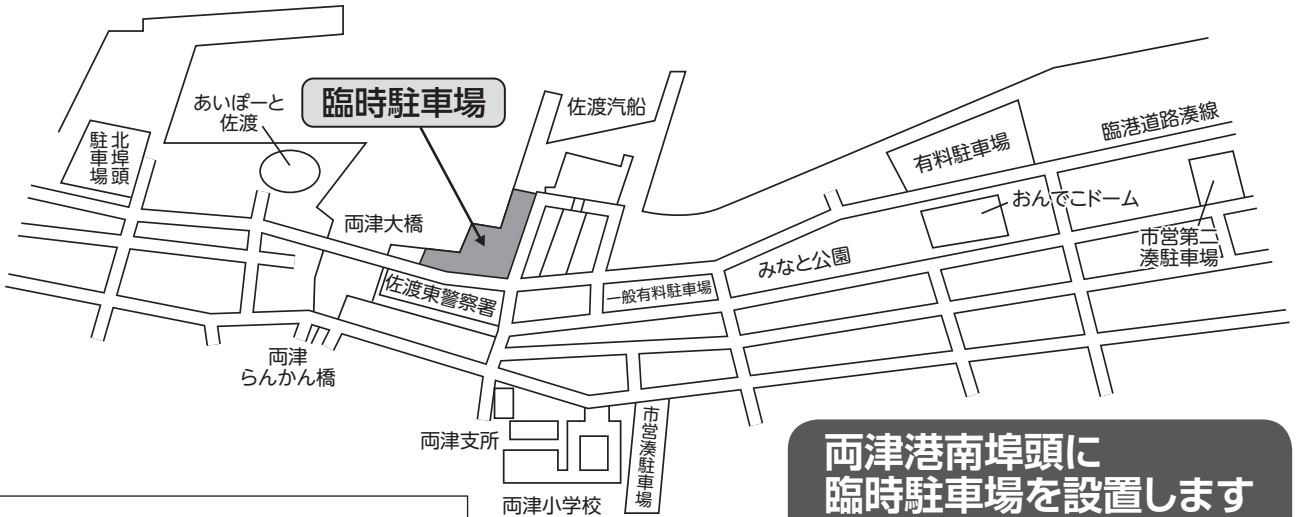 あいぽーと
佐渡
臨時駐車場
佐渡汽船
北埠頭
駐車場
有料駐車場
臨港道路湊線
両津大橋
おんでこドーム
みなと公園
市営第二
湊駐車場
佐渡東警察署
一般有料駐車場
両津
らんかん橋
両津支所
両津小学校
市営湊駐車場
両津港南埠頭に
臨時駐車場を設置します